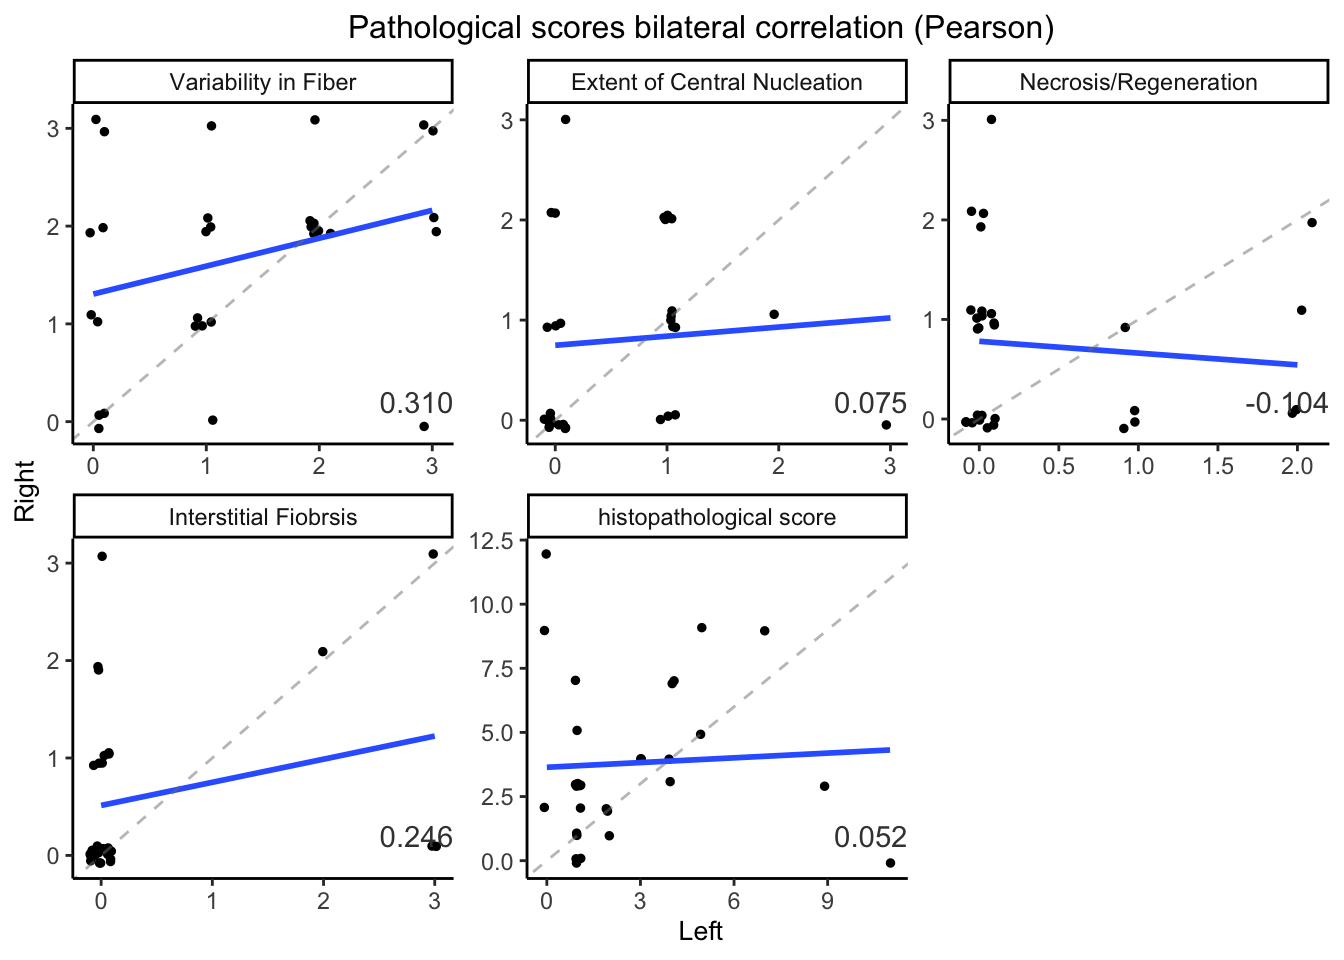 Pathological scores bilateral correlation (Pearson)
Variability in Fiber
3
2
1
0
0.310
0 1 2 3
Extent of Central Nucleation
3
2
1
0
0.075
0 1 2 3
Necrosis/Regeneration
3
2
1
0
-0.104
0.0 0.5 1.0 1.5 2.0
Right
Interstitial Fiobrsis
3
2
1
0
0.246
0 1 2 3
histopathological score
12.5
10.0
7.5
5.0
2.5
0.0
0.052
0 3 6 9
Left